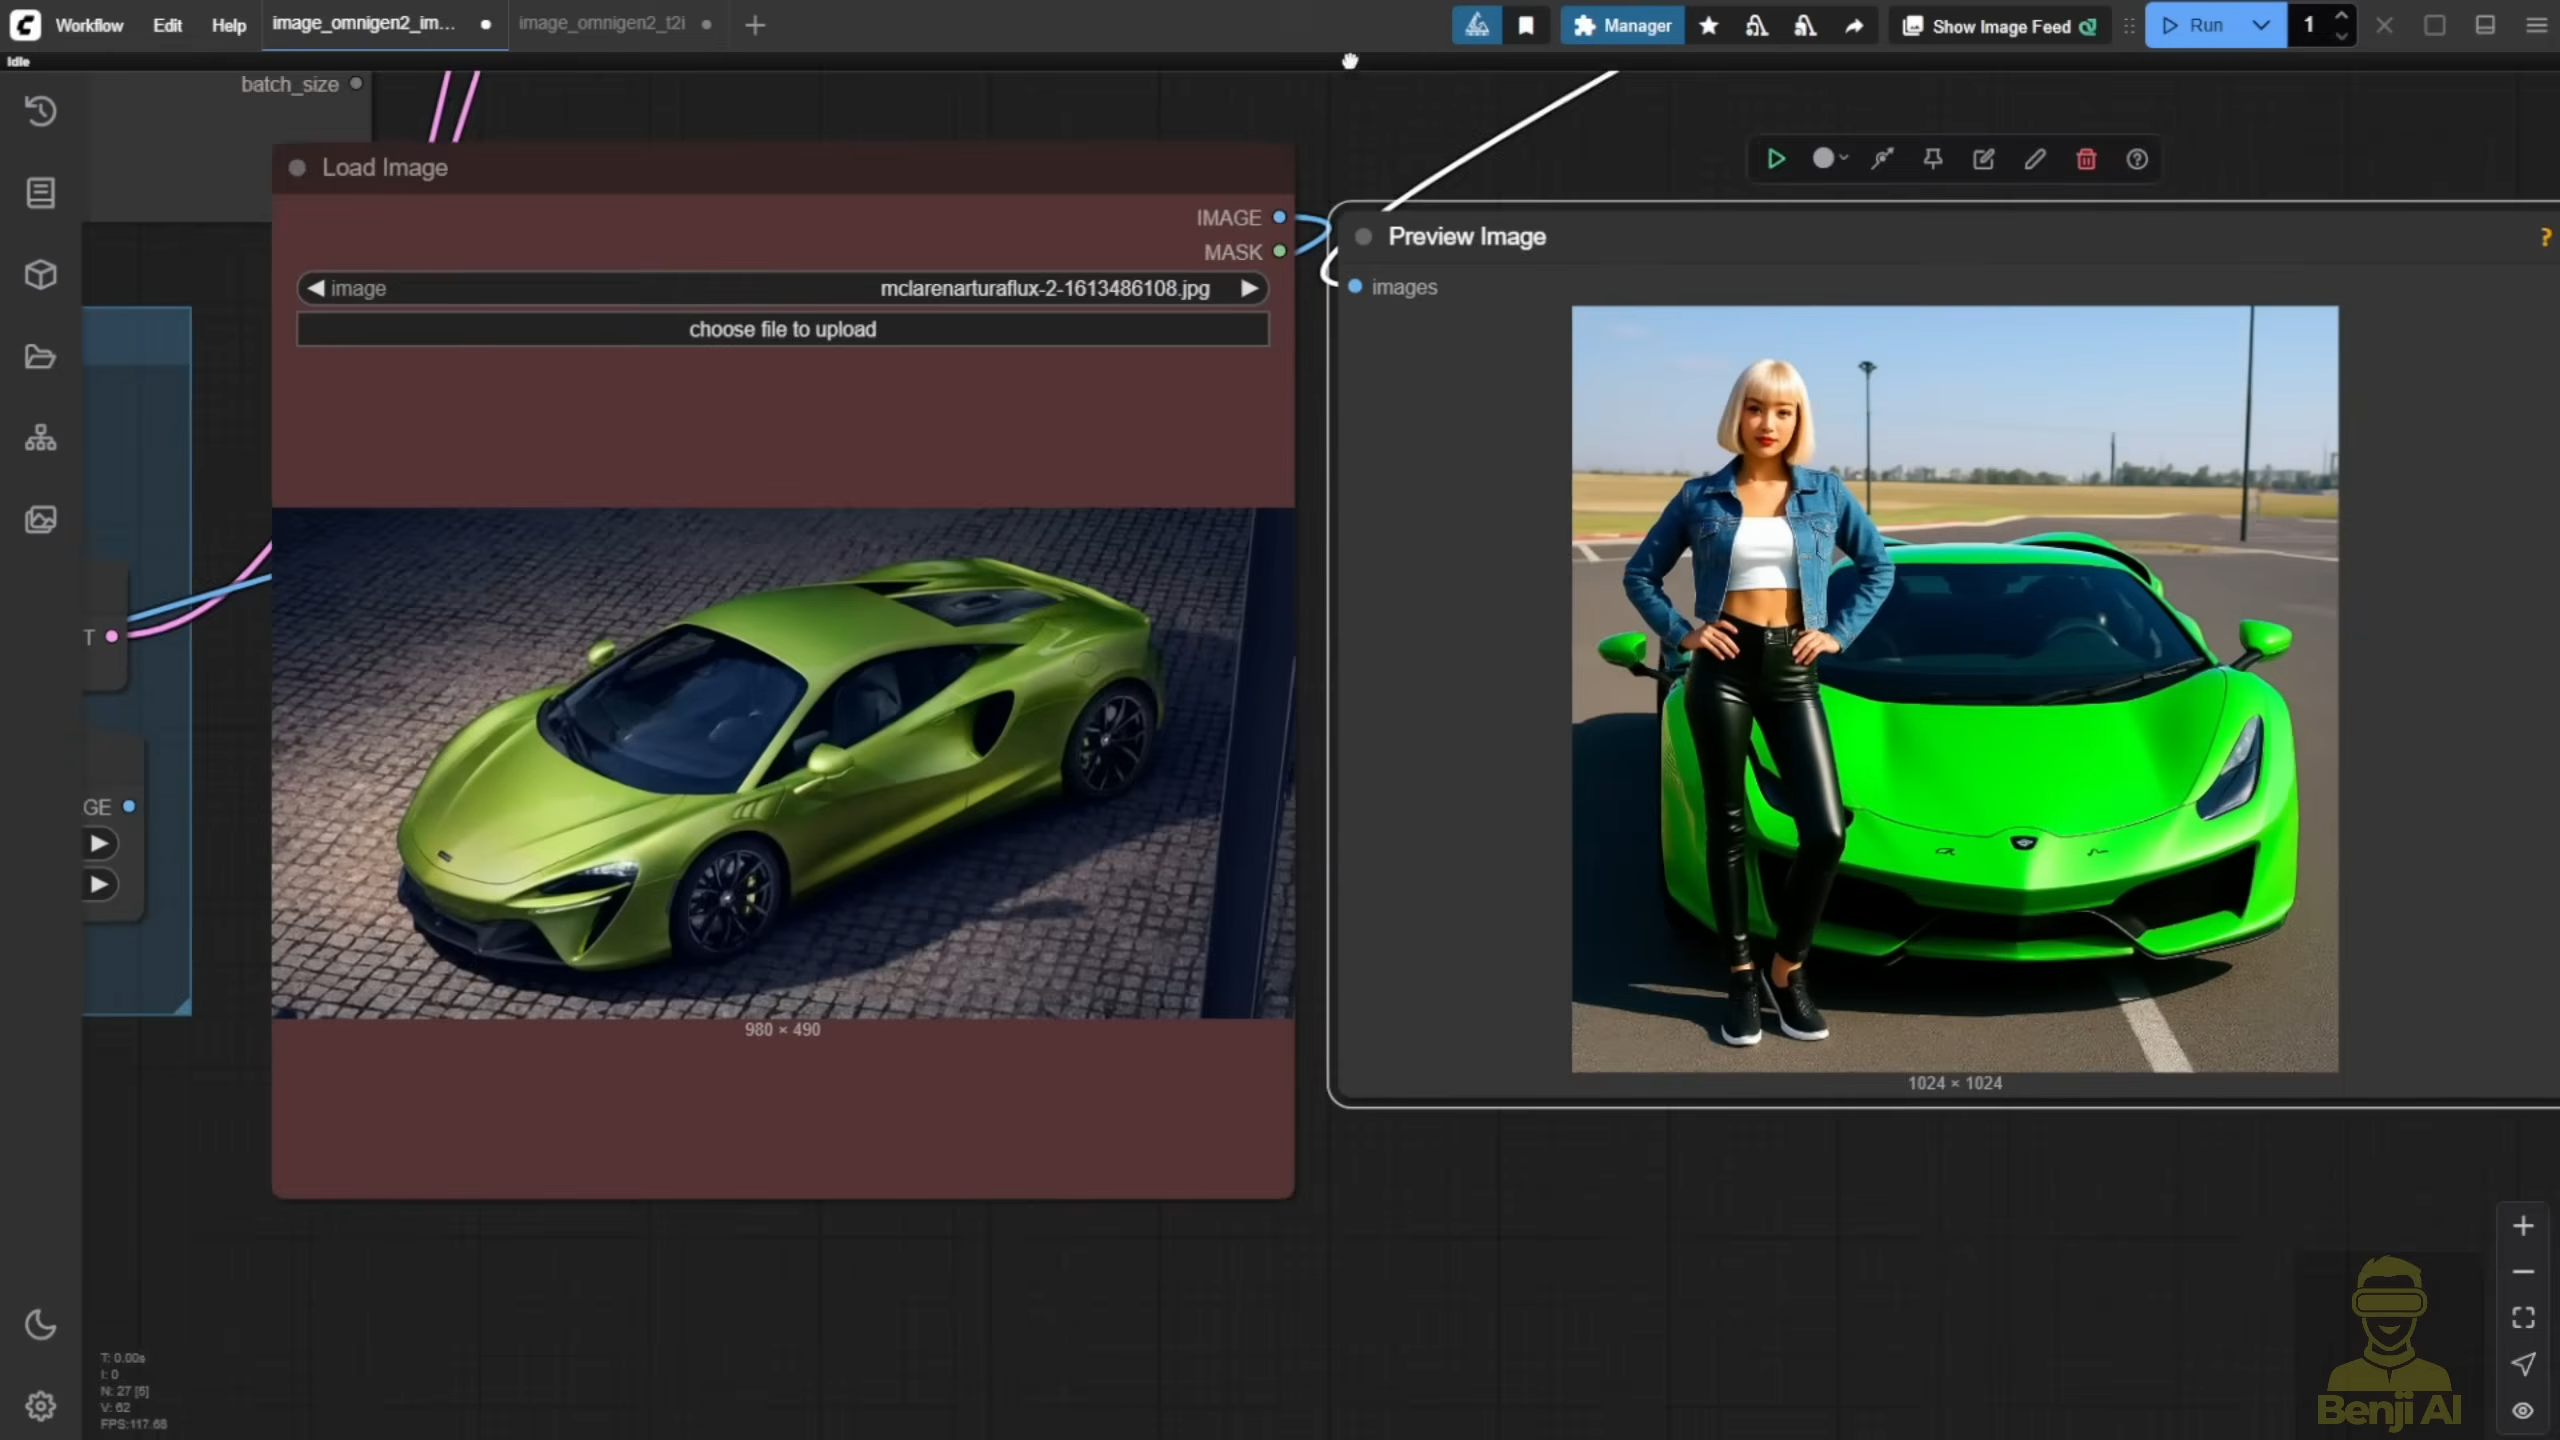 Workflow Edit Help image_omnigen2_im... image_omnigen2_t2i Manager Show Image Feed Run 1
Idle
batch_size
Load Image
IMAGE
MASK
image mclarenarturaflux-2-1613486108.jpg
choose file to upload
980 × 490
Preview Image ?
images
1024 × 1024
T
GE
T: 0.00s
I: 0
N: 27 [5]
V: 62
FPS:117.68
Benji AI